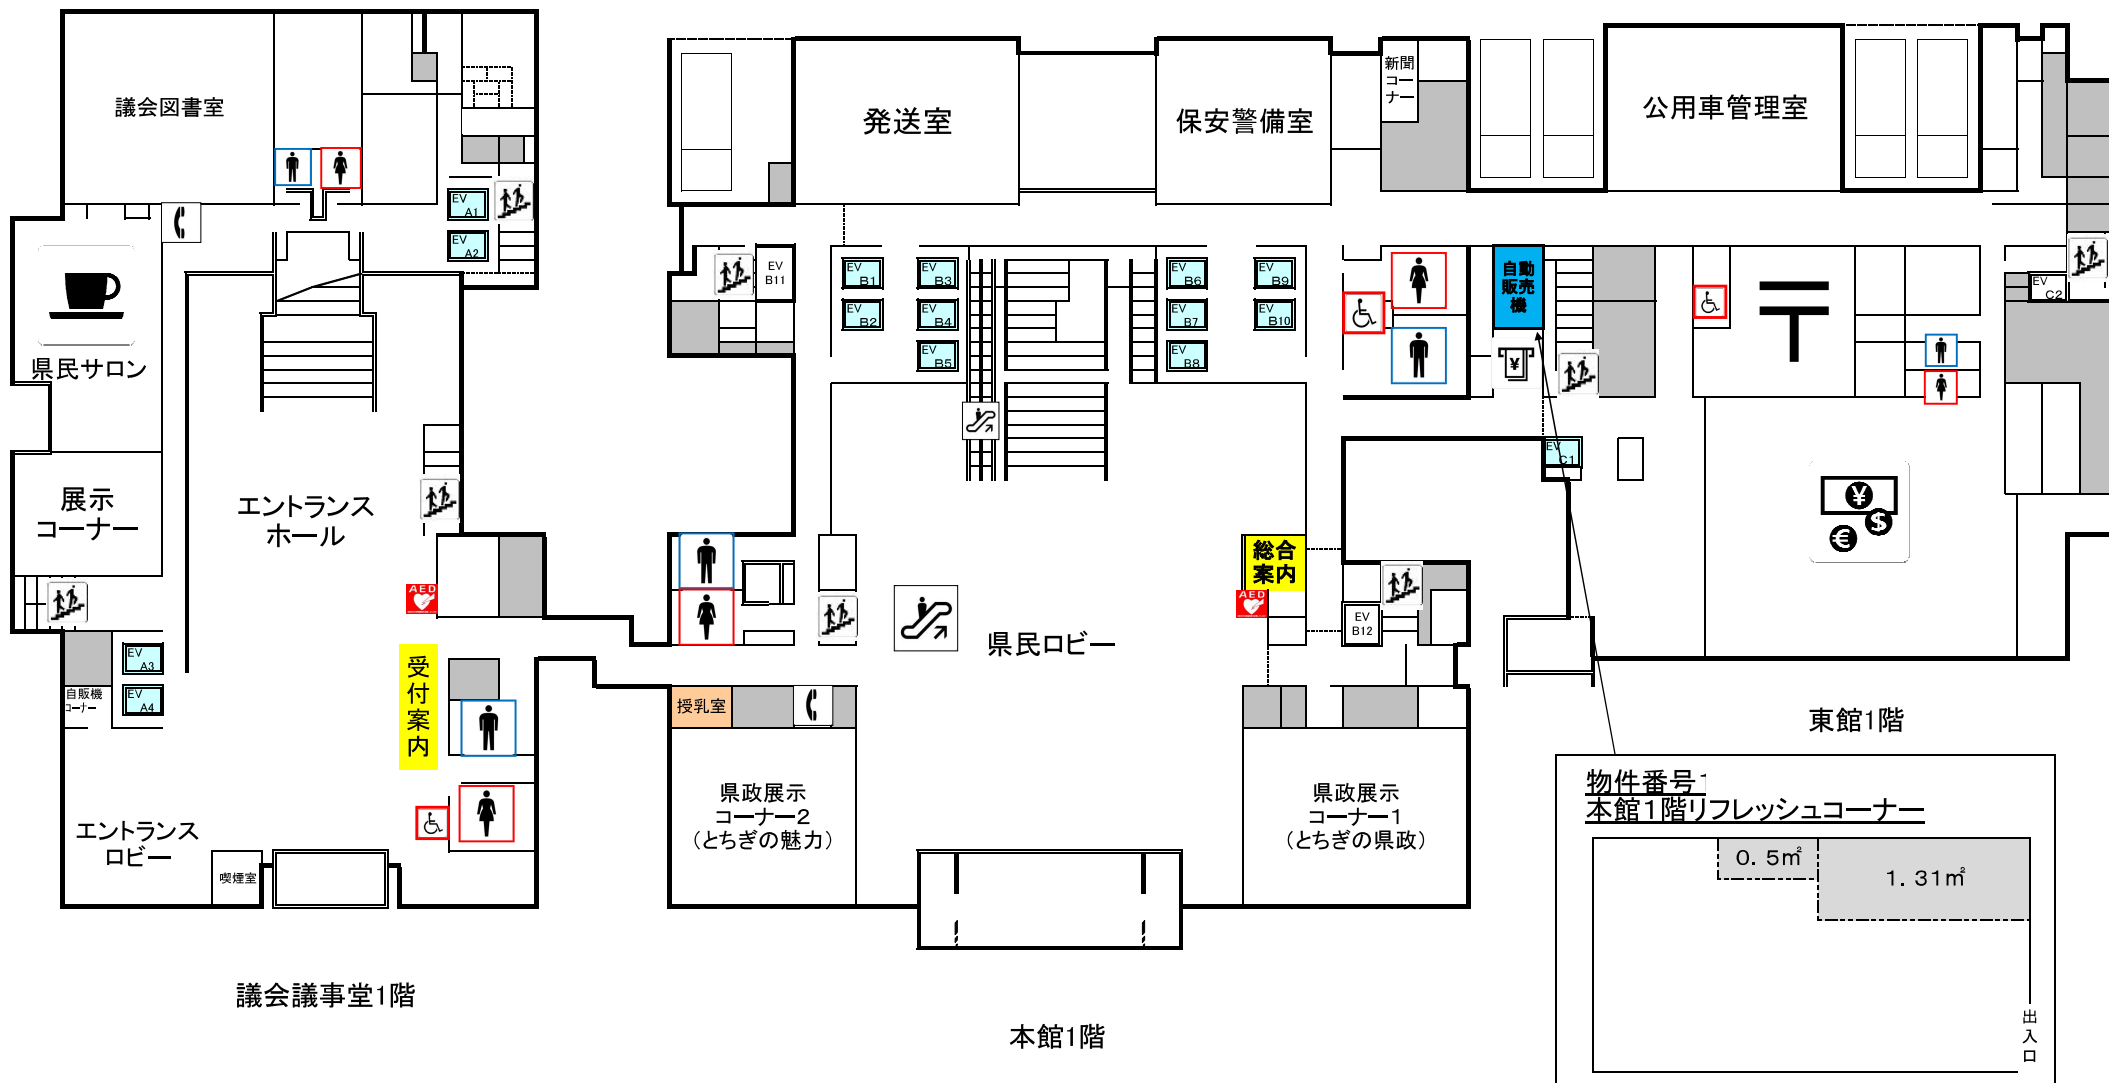 議会図書室
EV
A1
EV
A2
県民サロン
展示
コーナー
エントランス
ホール
AED
EV
A3
EV
A4
自販機
コーナー
受付案内
エントランス
ロビー
喫煙室
議会議事堂1階
発送室
保安警備室
新聞
コー
ナー
EV
B11
EV
B1
EV
B2
EV
B3
EV
B4
EV
B5
EV
B6
EV
B7
EV
B8
EV
B9
EV
B10
総合
案内
AED
EV
B12
県民ロビー
授乳室
県政展示
コーナー2
（とちぎの魅力）
県政展示
コーナー1
（とちぎの県政）
本館1階
公用車管理室
自動
販売
機
¥
〒
EV
C2
EV
C1
¥
$
€
東館1階
物件番号1
本館1階リフレッシュコーナー
0．5㎡
1．31㎡
出入口